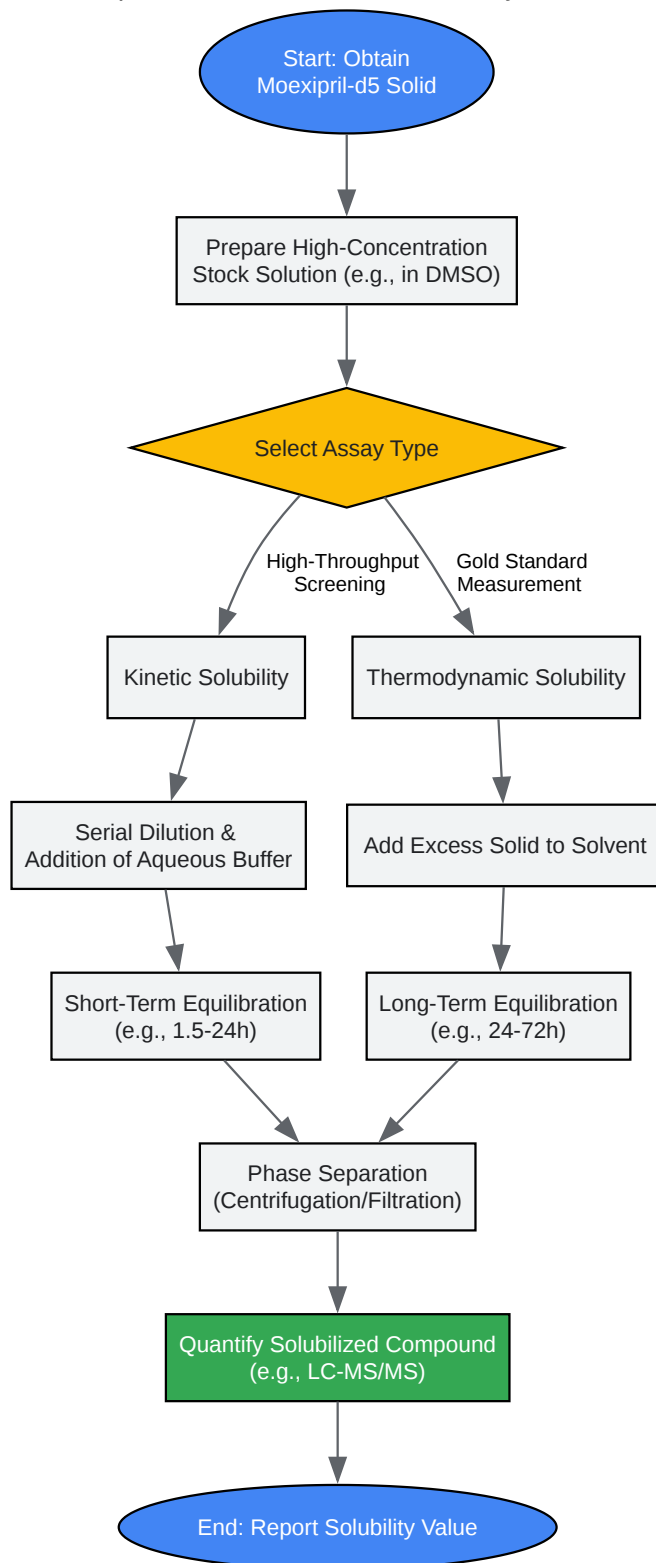 Start: Obtain
Moexipril-d5 Solid
Prepare High-Concentration
Stock Solution (e.g., in DMSO)
Select Assay Type
High-Throughput
Screening
Gold Standard
Measurement
Kinetic Solubility
Thermodynamic Solubility
Serial Dilution &
Addition of Aqueous Buffer
Add Excess Solid to Solvent
Short-Term Equilibration
(e.g., 1.5-24h)
Long-Term Equilibration
(e.g., 24-72h)
Phase Separation
(Centrifugation/Filtration)
Quantify Solubilized Compound
(e.g., LC-MS/MS)
End: Report Solubility Value